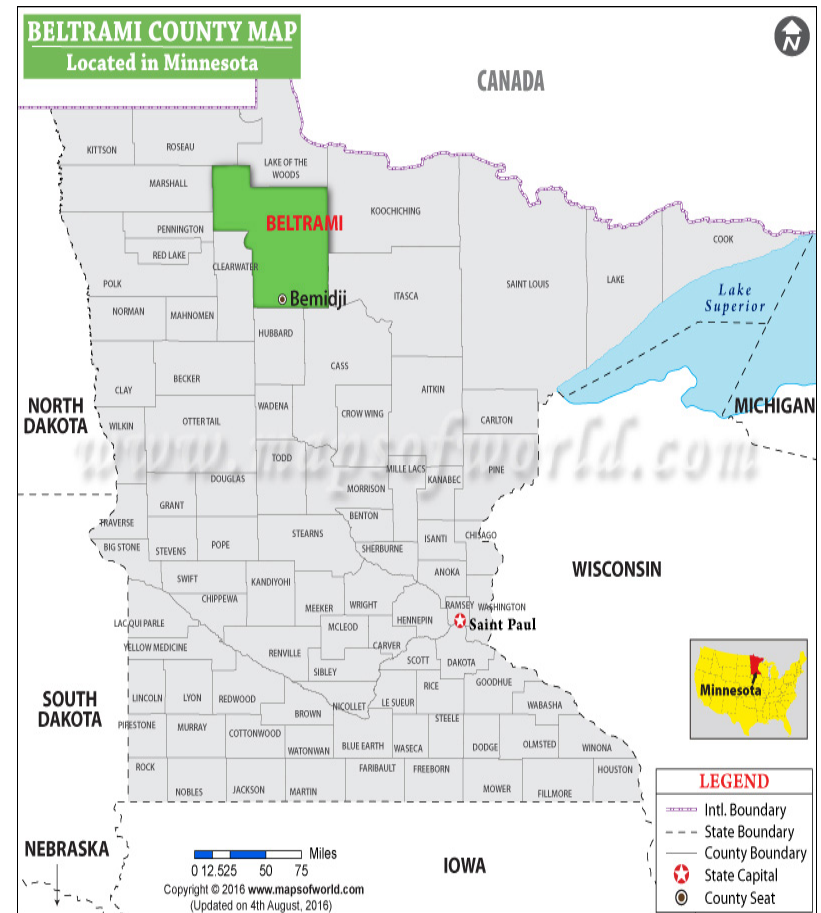 BELTRAMI COUNTY MAP
Located in Minnesota
N
CANADA
KITTSON
ROSEAU
LAKE OF THE
WOODS
MARSHALL
KOOCHICHING
BELTRAMI
PENNINGTON
RED LAKE
CLEARWATER
COOK
POLK
SAINT LOUIS
LAKE
ITASCA
Lake
Superior
Bemidji
NORMAN
MAHNOMEN
HUBBARD
CASS
BECKER
CLAY
AITKIN
NORTH
DAKOTA
MICHIGAN
WADENA
CROW WING
WILKIN
OTTER TAIL
CARLTON
www.mapsofworld.com
TODD
MILLE LACS
PINE
DOUGLAS
KANABEC
MORRISON
GRANT
BENTON
TRAVERSE
STEARNS
ISANTI
CHISAGO
BIG STONE
STEVENS
POPE
SHERBURNE
WISCONSIN
ANOKA
SWIFT
KANDIYOHI
CHIPPEWA
MEEKER
WRIGHT
RAMSEY
WASHINGTON
LAC QUI PARLE
MCLEOD
HENNEPIN
Saint Paul
YELLOW MEDICINE
RENVILLE
CARVER
SCOTT
DAKOTA
SIBLEY
GOODHUE
RICE
Minnesota
SOUTH
DAKOTA
LINCOLN
LYON
REDWOOD
NICOLLET
LE SUEUR
WABASHA
BROWN
STEELE
PIPESTONE
MURRAY
COTTONWOOD
WATONWAN
BLUE EARTH
WASECA
DODGE
OLMSTED
WINONA
ROCK
FARIBAULT
FREEBORN
HOUSTON
NOBLES
JACKSON
MARTIN
MOWER
FILLMORE
LEGEND
Intl. Boundary
State Boundary
County Boundary
State Capital
County Seat
NEBRASKA
IOWA
Miles
0 12.525 50 75
Copyright © 2016 www.mapsofworld.com
(Updated on 4th August, 2016)